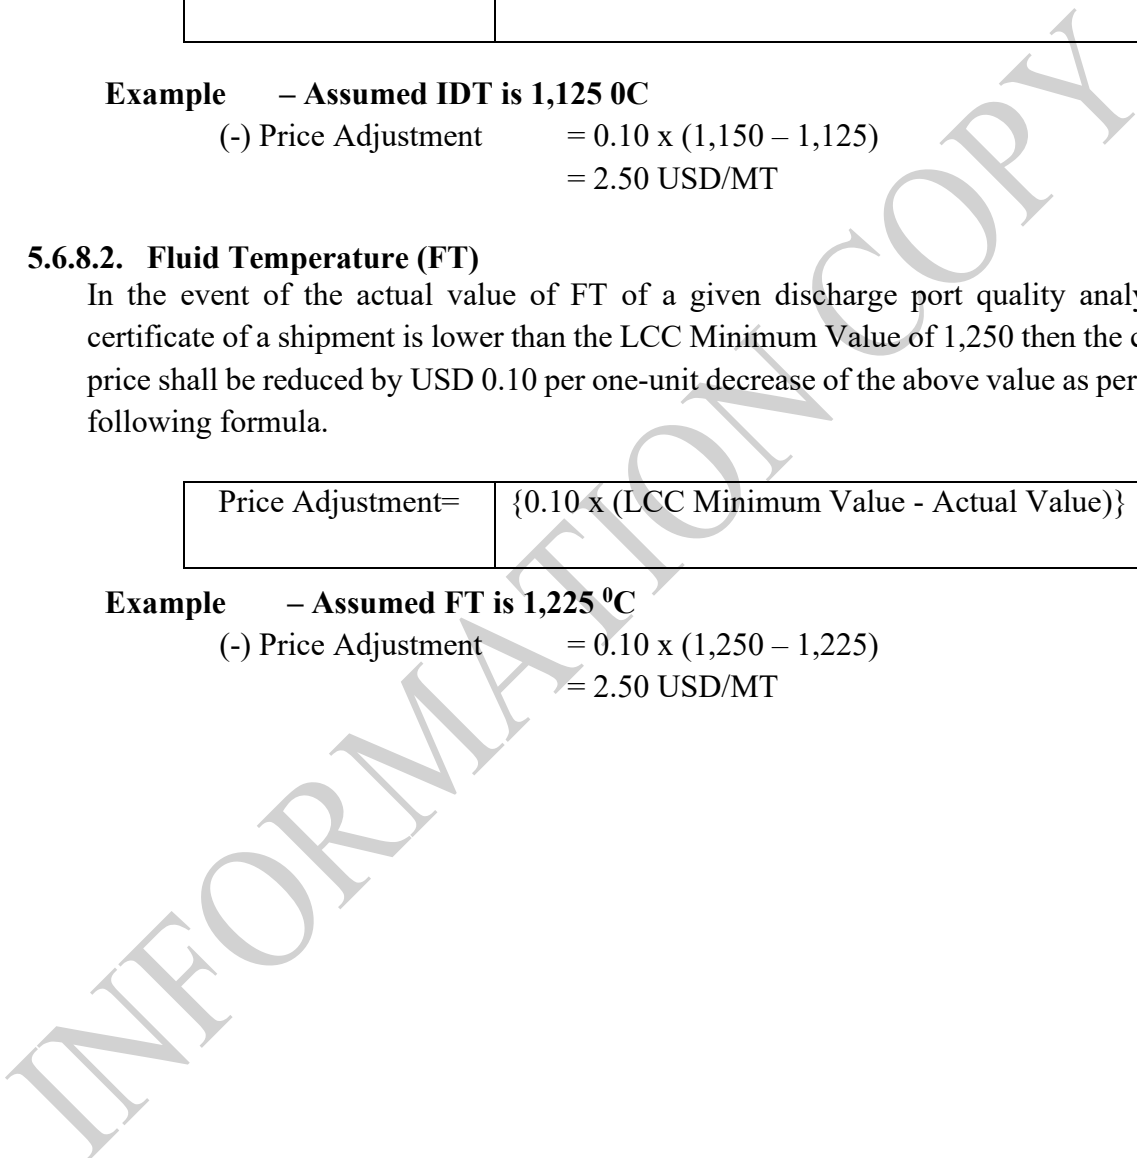 Example – Assumed IDT is 1,125 0C
(-) Price Adjustment = 0.10 x (1,150 – 1,125)
= 2.50 USD/MT
5.6.8.2. Fluid Temperature (FT)
In the event of the actual value of FT of a given discharge port quality
certificate of a shipment is lower than the LCC Minimum Value of 1,250 then the
price shall be reduced by USD 0.10 per one-unit decrease of the above value as per
following formula.
Price Adjustment= {0.10 x (LCC Minimum Value - Actual Value)}
Example – Assumed FT is 1,225 ⁰C
(-) Price Adjustment = 0.10 x (1,250 – 1,225)
= 2.50 USD/MT
INFORMATION COPY